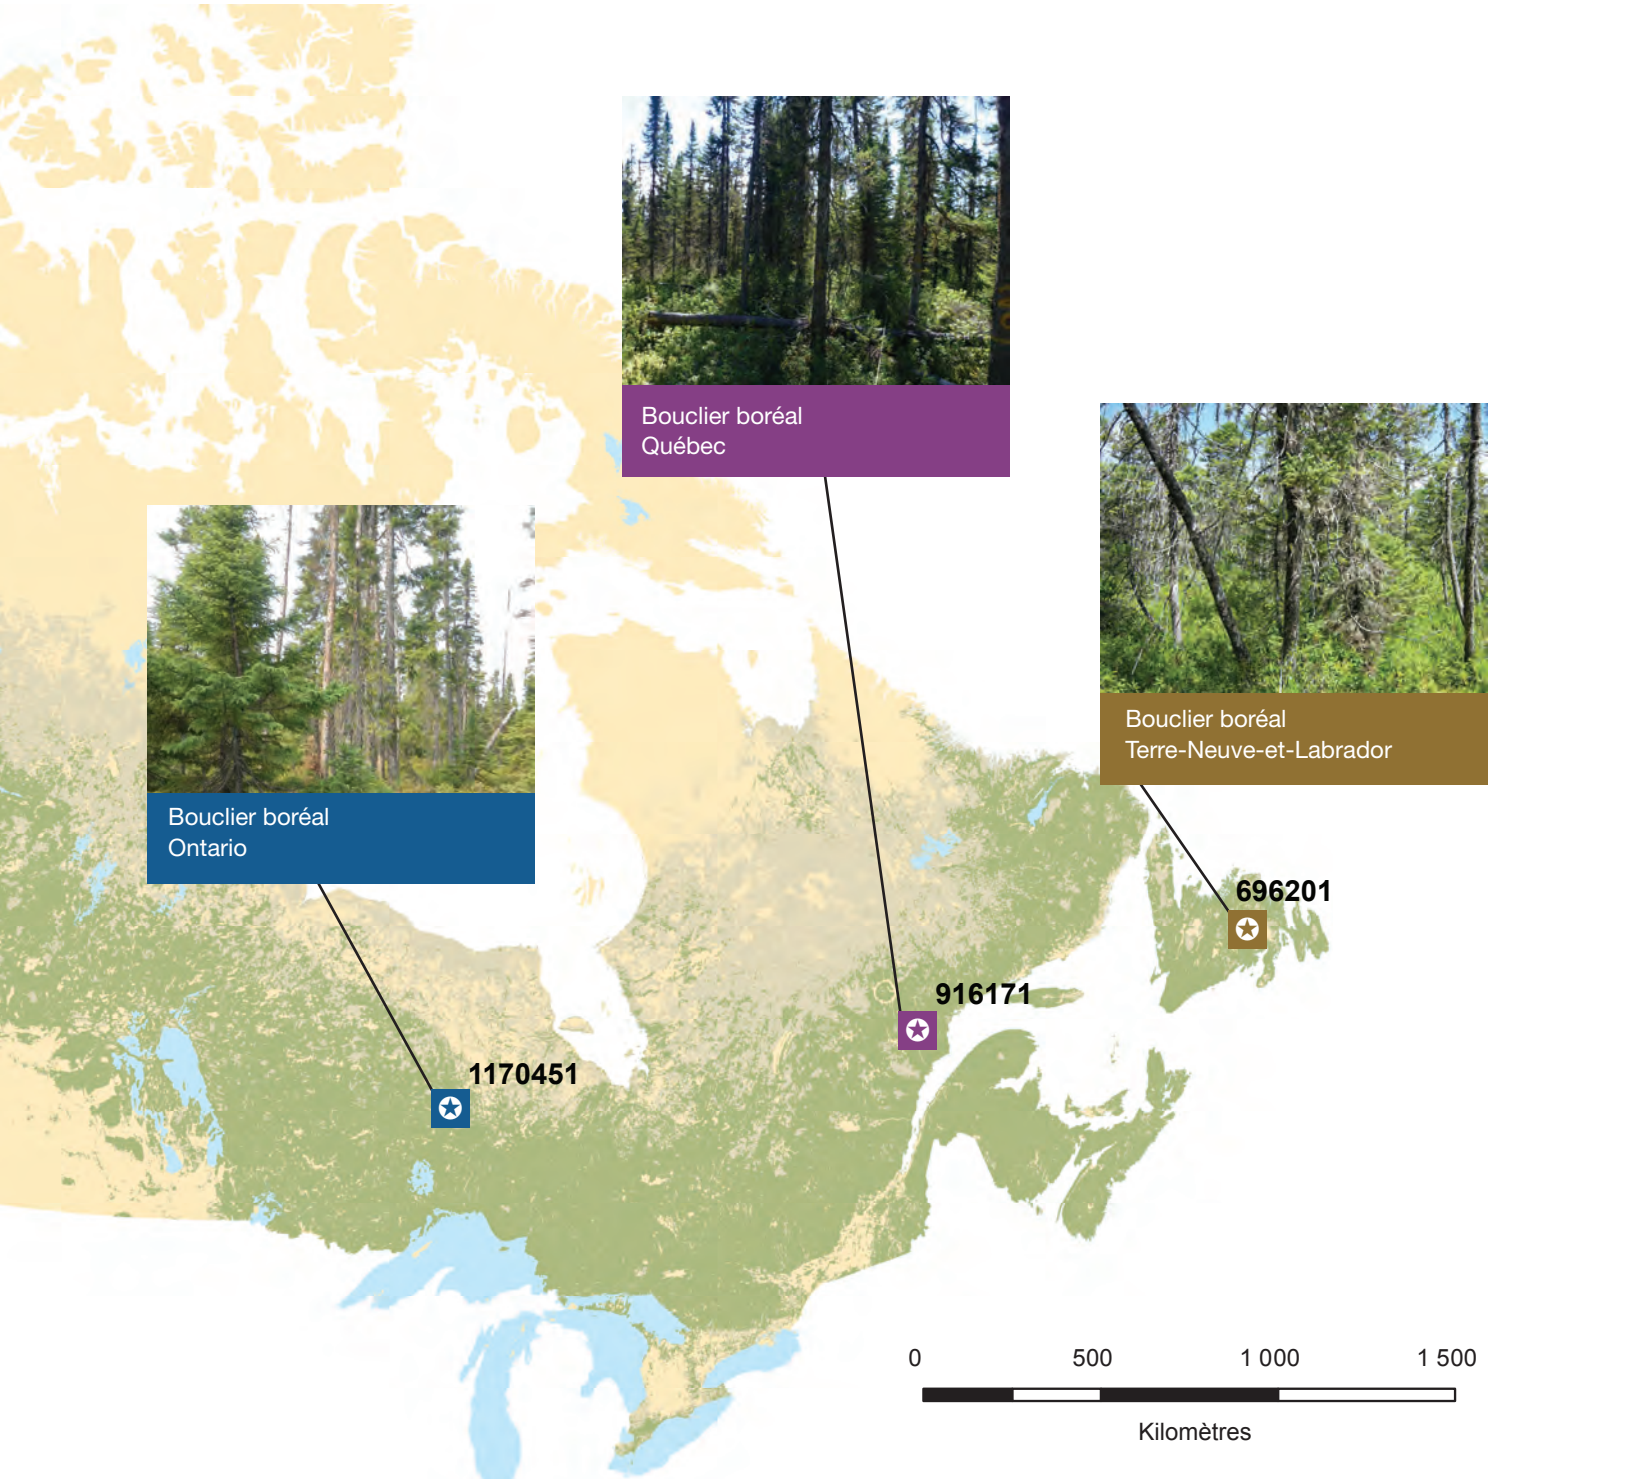 Bouclier boréal
Québec
Bouclier boréal
Terre-Neuve-et-Labrador
Bouclier boréal
Ontario
696201
916171
1170451
0 500 1 000 1 500
Kilomètres